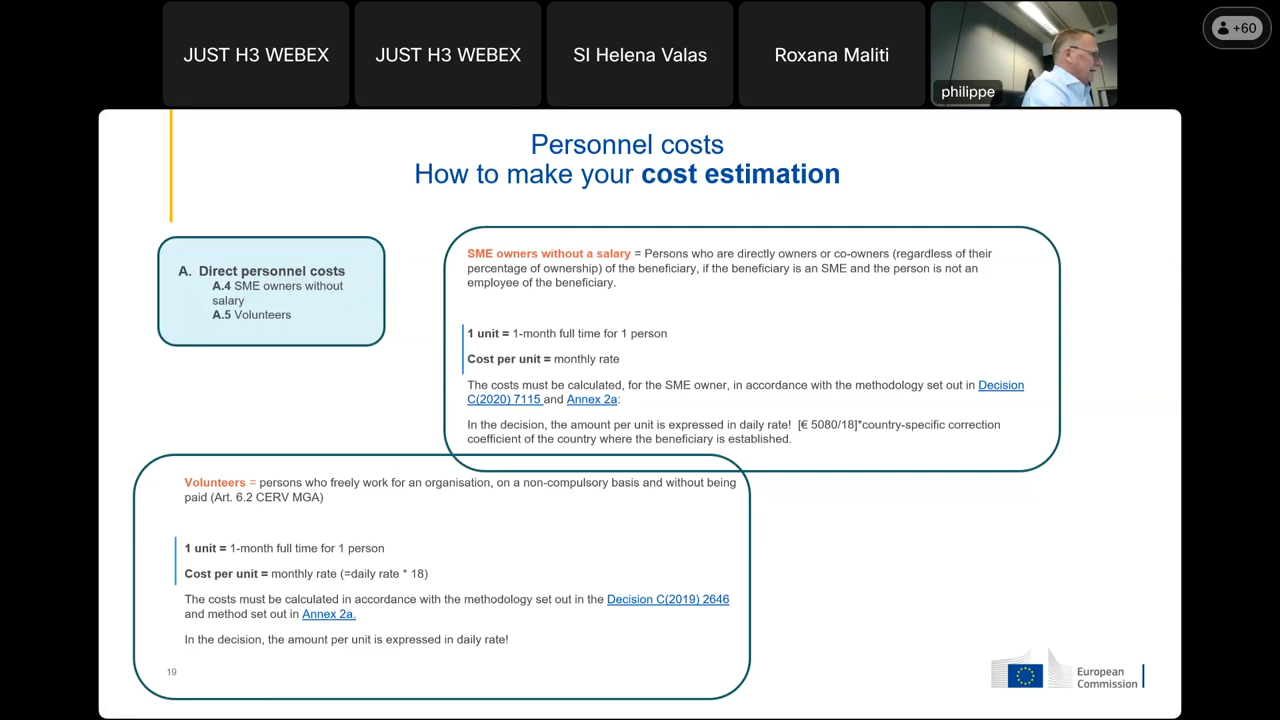 JUST H3 WEBEX
JUST H3 WEBEX
SI Helena Valas
Roxana Maliti
philippe
+60
Personnel costs
How to make your cost estimation
A. Direct personnel costs
A.4 SME owners without
salary
A.5 Volunteers
SME owners without a salary = Persons who are directly owners or co-owners (regardless of their
percentage of ownership) of the beneficiary, if the beneficiary is an SME and the person is not an
employee of the beneficiary.
1 unit = 1-month full time for 1 person
Cost per unit = monthly rate
The costs must be calculated, for the SME owner, in accordance with the methodology set out in Decision
C(2020) 7115 and Annex 2a:
In the decision, the amount per unit is expressed in daily rate! [€ 5080/18]*country-specific correction
coefficient of the country where the beneficiary is established.
Volunteers = persons who freely work for an organisation, on a non-compulsory basis and without being
paid (Art. 6.2 CERV MGA)
1 unit = 1-month full time for 1 person
Cost per unit = monthly rate (=daily rate * 18)
The costs must be calculated in accordance with the methodology set out in the Decision C(2019) 2646
and method set out in Annex 2a.
In the decision, the amount per unit is expressed in daily rate!
19
European
Commission